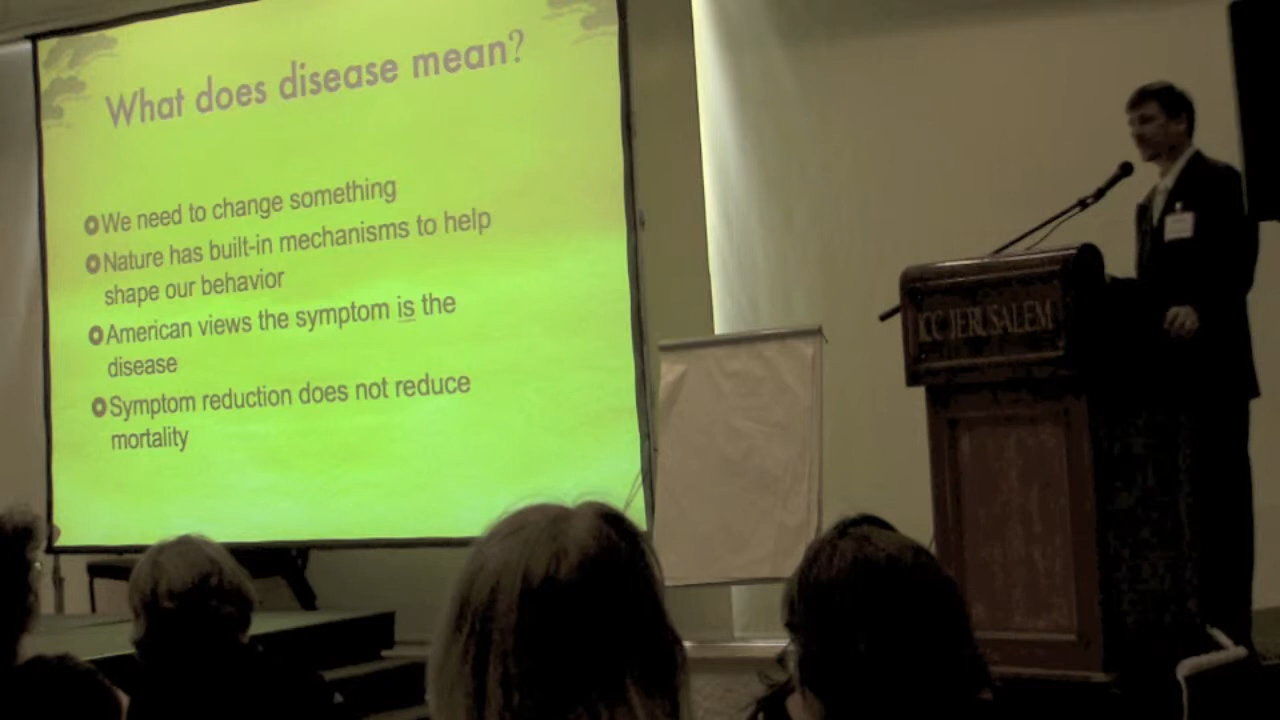 What does disease mean?
We need to change something
Nature has built-in mechanisms to help
shape our behavior
American views the symptom is the
disease
Symptom reduction does not reduce
mortality
ICC JERUSALEM